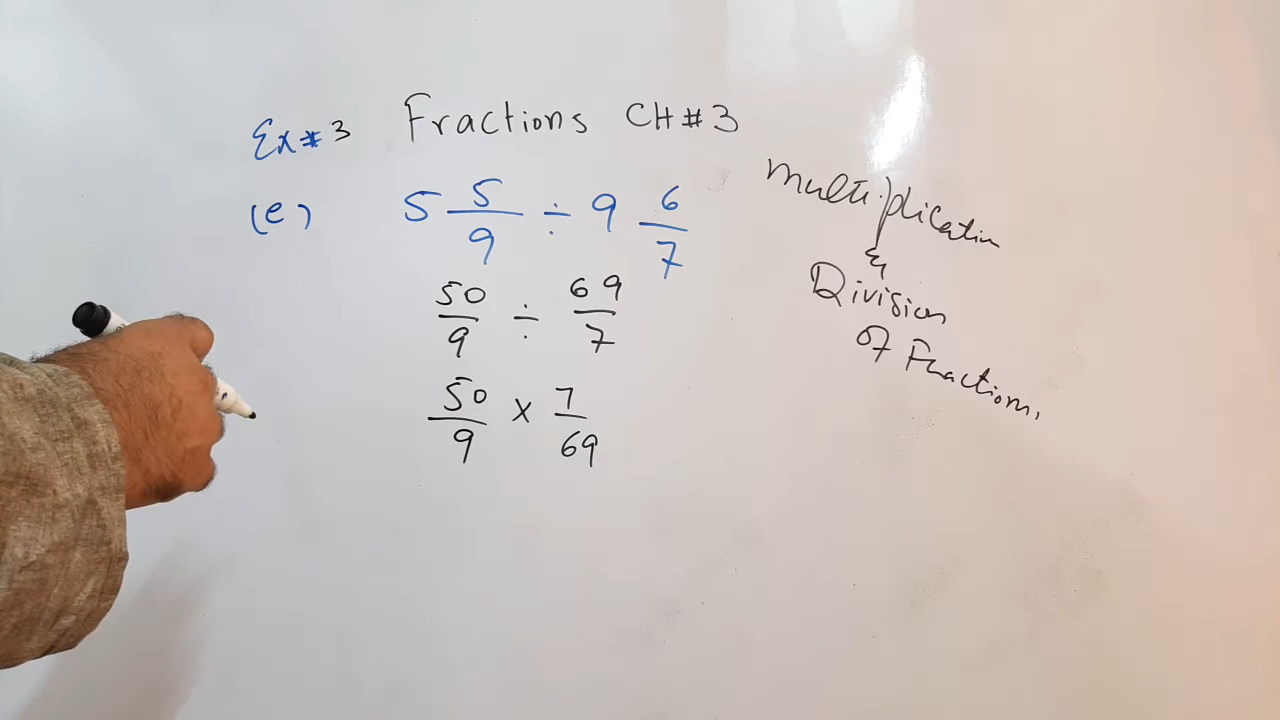 Ex#3 Fractions CH#3
(e) 5 5/9 ÷ 9 6/7
50/9 ÷ 69/7
50/9 × 7/69
Multiplication
&
Division
Of Fractions,